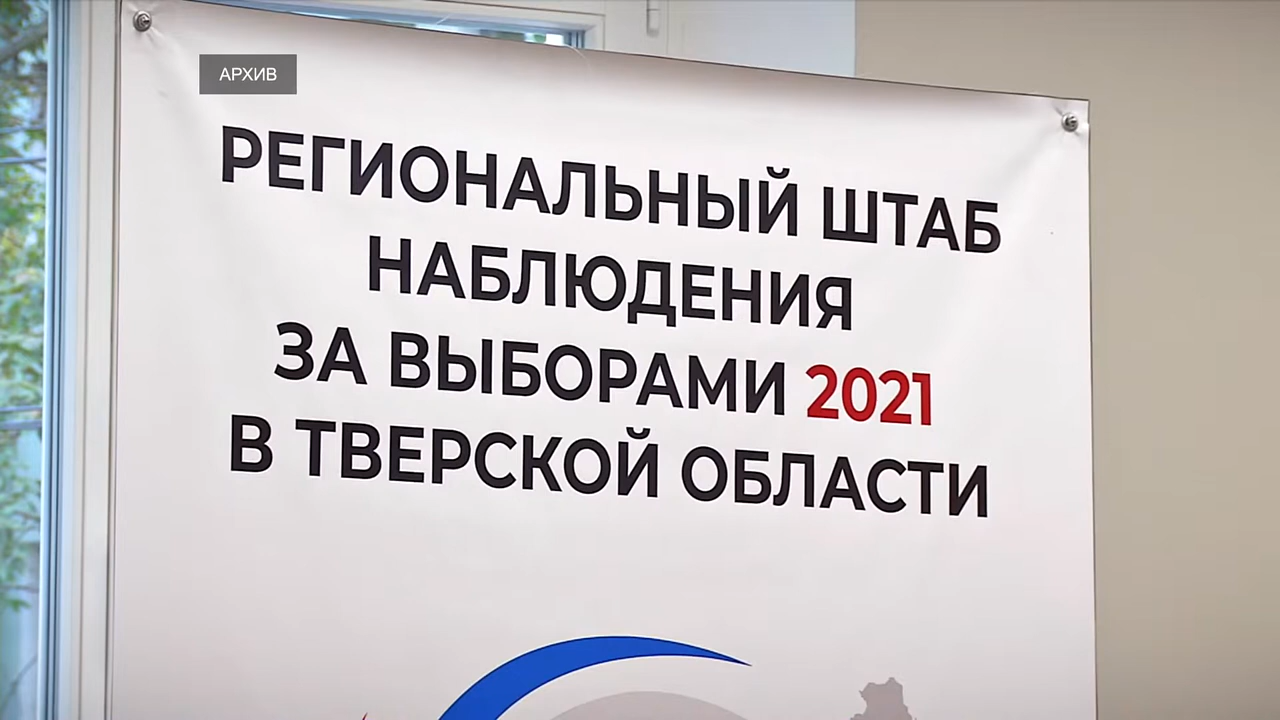 АРХИВ
РЕГИОНАЛЬНЫЙ ШТАБ
НАБЛЮДЕНИЯ
ЗА ВЫБОРАМИ 2021
В ТВЕРСКОЙ ОБЛАСТИ